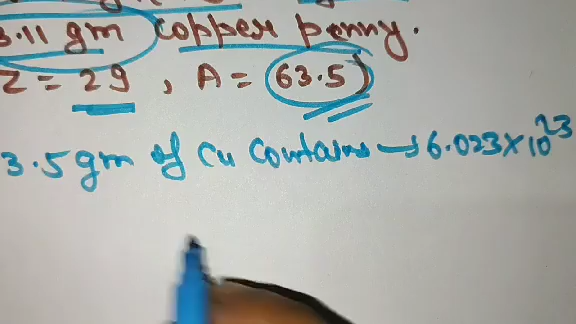 3.11 gm copper penny.
Z = 29 , A = 63.5)
3.5 gm of Cu Contains → 6.023×10^23